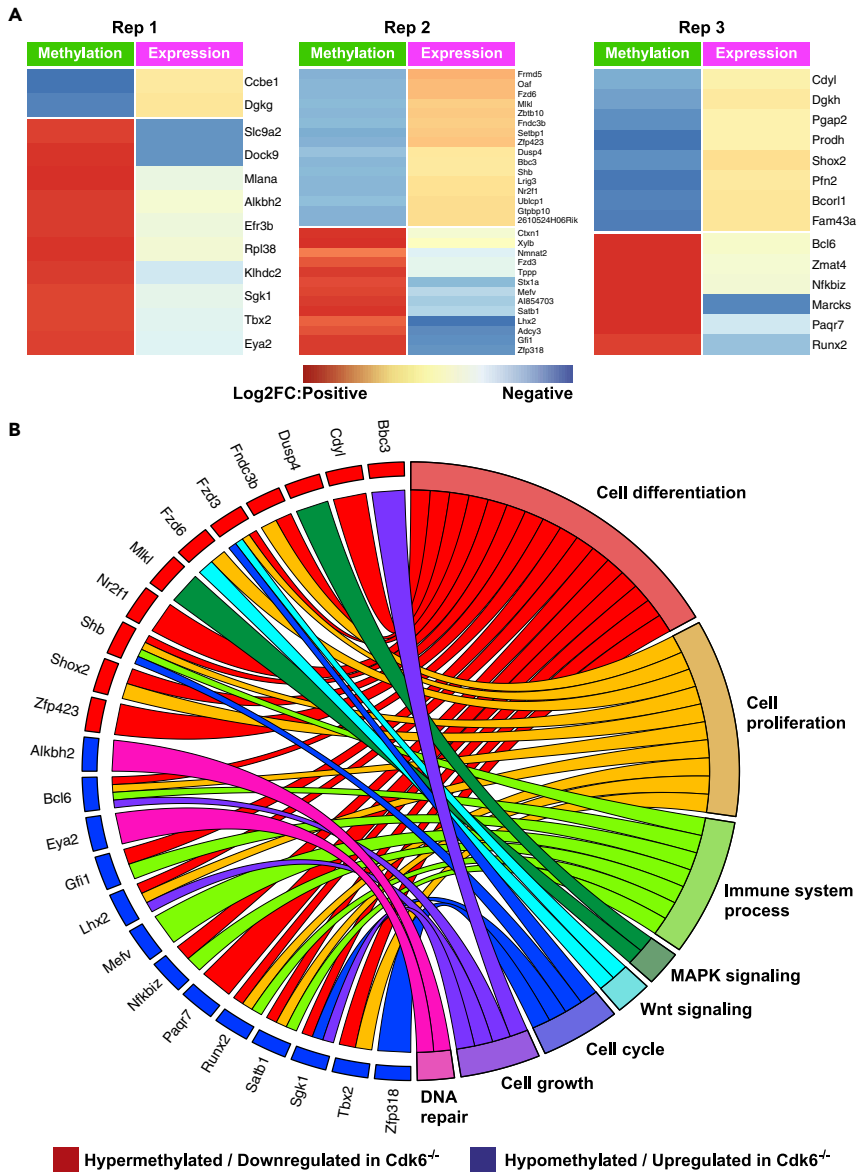 A
Rep 1
Rep 2
Rep 3
Methylation
Expression
Methylation
Expression
Methylation
Expression
Ccbe1
Dgkg
Slc9a2
Dock9
Mlana
Alkbh2
Efr3b
Rpl38
Klhdc2
Sgk1
Tbx2
Eya2
Frmd5
Oaf
Fzd6
Mlkl
Zbtb10
Fndc3b
Setbp1
Zfp423
Dusp4
Bbc3
Shb
Lrig3
Nr2f1
Ublcp1
Gtpbp10
2610524H06Rik
Ctxn1
Xylb
Nmnat2
Fzd3
Tppp
Stx1a
Mefv
AI854703
Satb1
Lhx2
Adcy3
Gfi1
Zfp318
Cdyl
Dgkh
Pgap2
Prodh
Shox2
Pfn2
Bcorl1
Fam43a
Bcl6
Zmat4
Nfkbiz
Marcks
Paqr7
Runx2
Log2FC:Positive
Negative
B
Bbc3
Cdyl
Dusp4
Fndc3b
Fzd3
Fzd6
Mlkl
Nr2f1
Shb
Shox2
Zfp423
Alkbh2
Bcl6
Eya2
Gfi1
Lhx2
Mefv
Nfkbiz
Paqr7
Runx2
Satb1
Sgk1
Tbx2
Zfp318
Cell differentiation
Cell
proliferation
Immune system
process
MAPK signaling
Wnt signaling
Cell cycle
Cell growth
DNA
repair
Hypermethylated / Downregulated in Cdk6-/-
Hypomethylated / Upregulated in Cdk6-/-